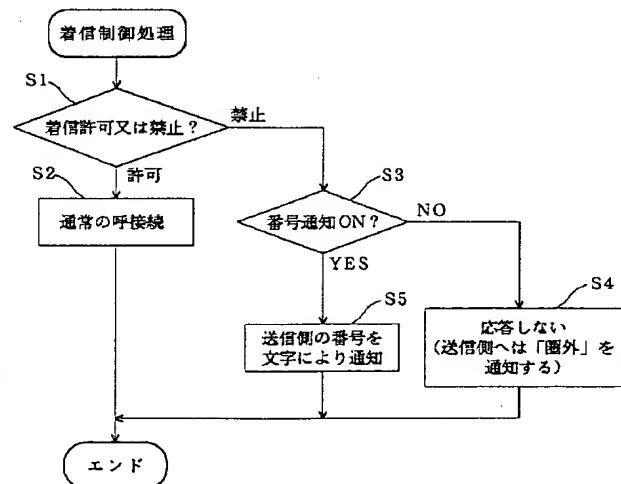 着信制御処理
S1
着信許可又は禁止？
禁止
S2
許可
通常の呼接続
S3
番号通知ON？
NO
YES
S5
送信側の番号を
文字により通知
S4
応答しない
(送信側へは「圏外」を
通知する)
エンド